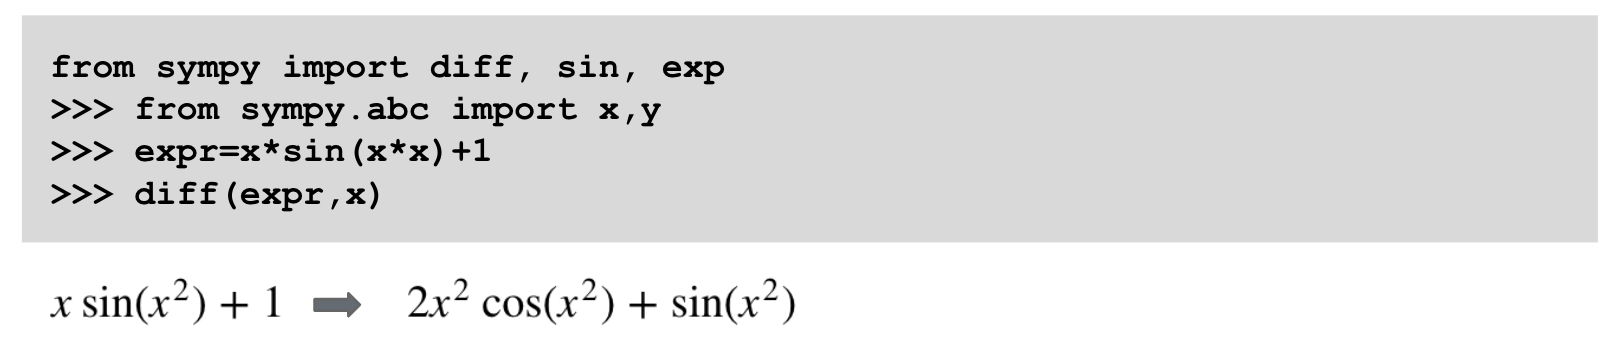 from sympy import diff, sin, exp
>>> from sympy.abc import x,y
>>> expr=x*sin(x*x)+1
>>> diff(expr,x)
x sin(x²) + 1 ➡ 2x² cos(x²) + sin(x²)